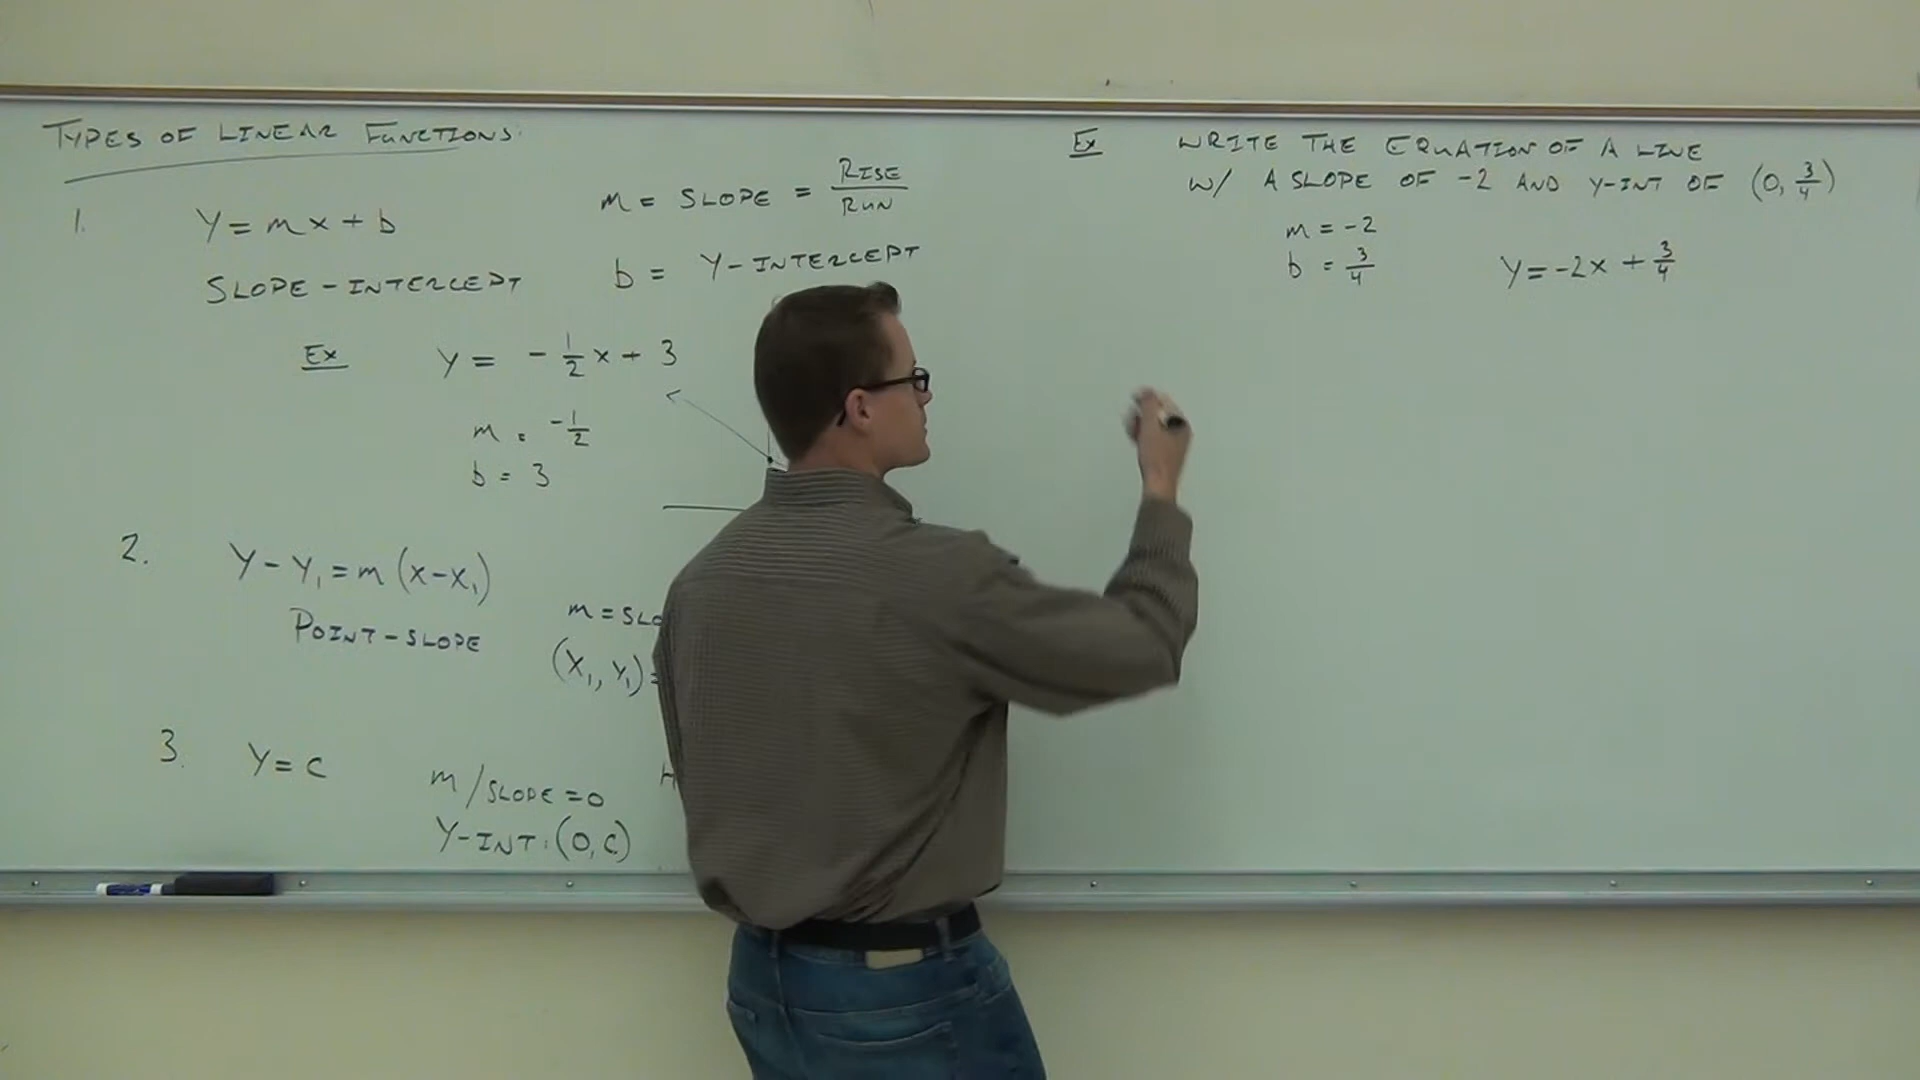 TYPES OF LINEAR FUNCTIONS:
1. Y = mx + b
SLOPE-INTERCEPT
m = SLOPE = RISE/RUN
b = Y-INTERCEPT
Ex y = -1/2 x + 3
m = -1/2
b = 3
2. Y - Y₁ = m (x - x₁)
POINT-SLOPE
m = SLO
(X₁, Y₁) =
3. Y = C
m/SLOPE = 0
Y-INT: (0, C)
H
Ex WRITE THE EQUATION OF A LINE
W/ A SLOPE OF -2 AND Y-INT OF (0, 3/4)
m = -2
b = 3/4
Y = -2x + 3/4